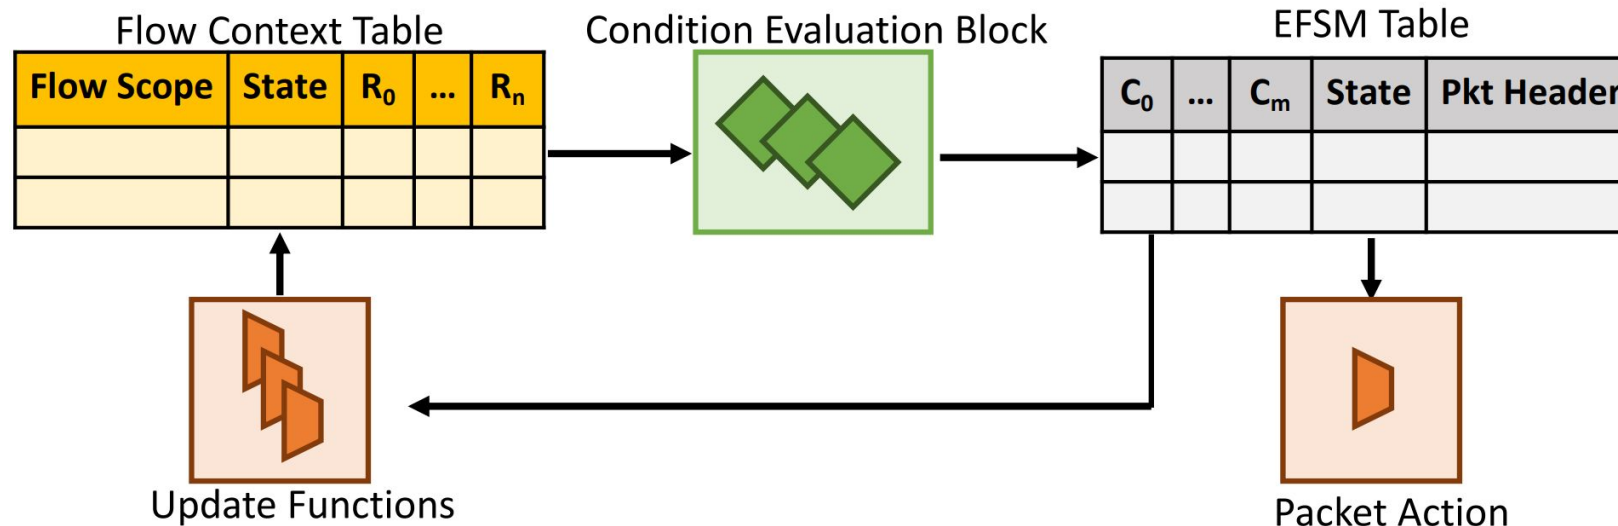 Flow Context Table
Condition Evaluation Block
EFSM Table
Flow Scope State R₀ ... Rₙ
C₀ ... Cₘ State Pkt Header
Update Functions
Packet Action